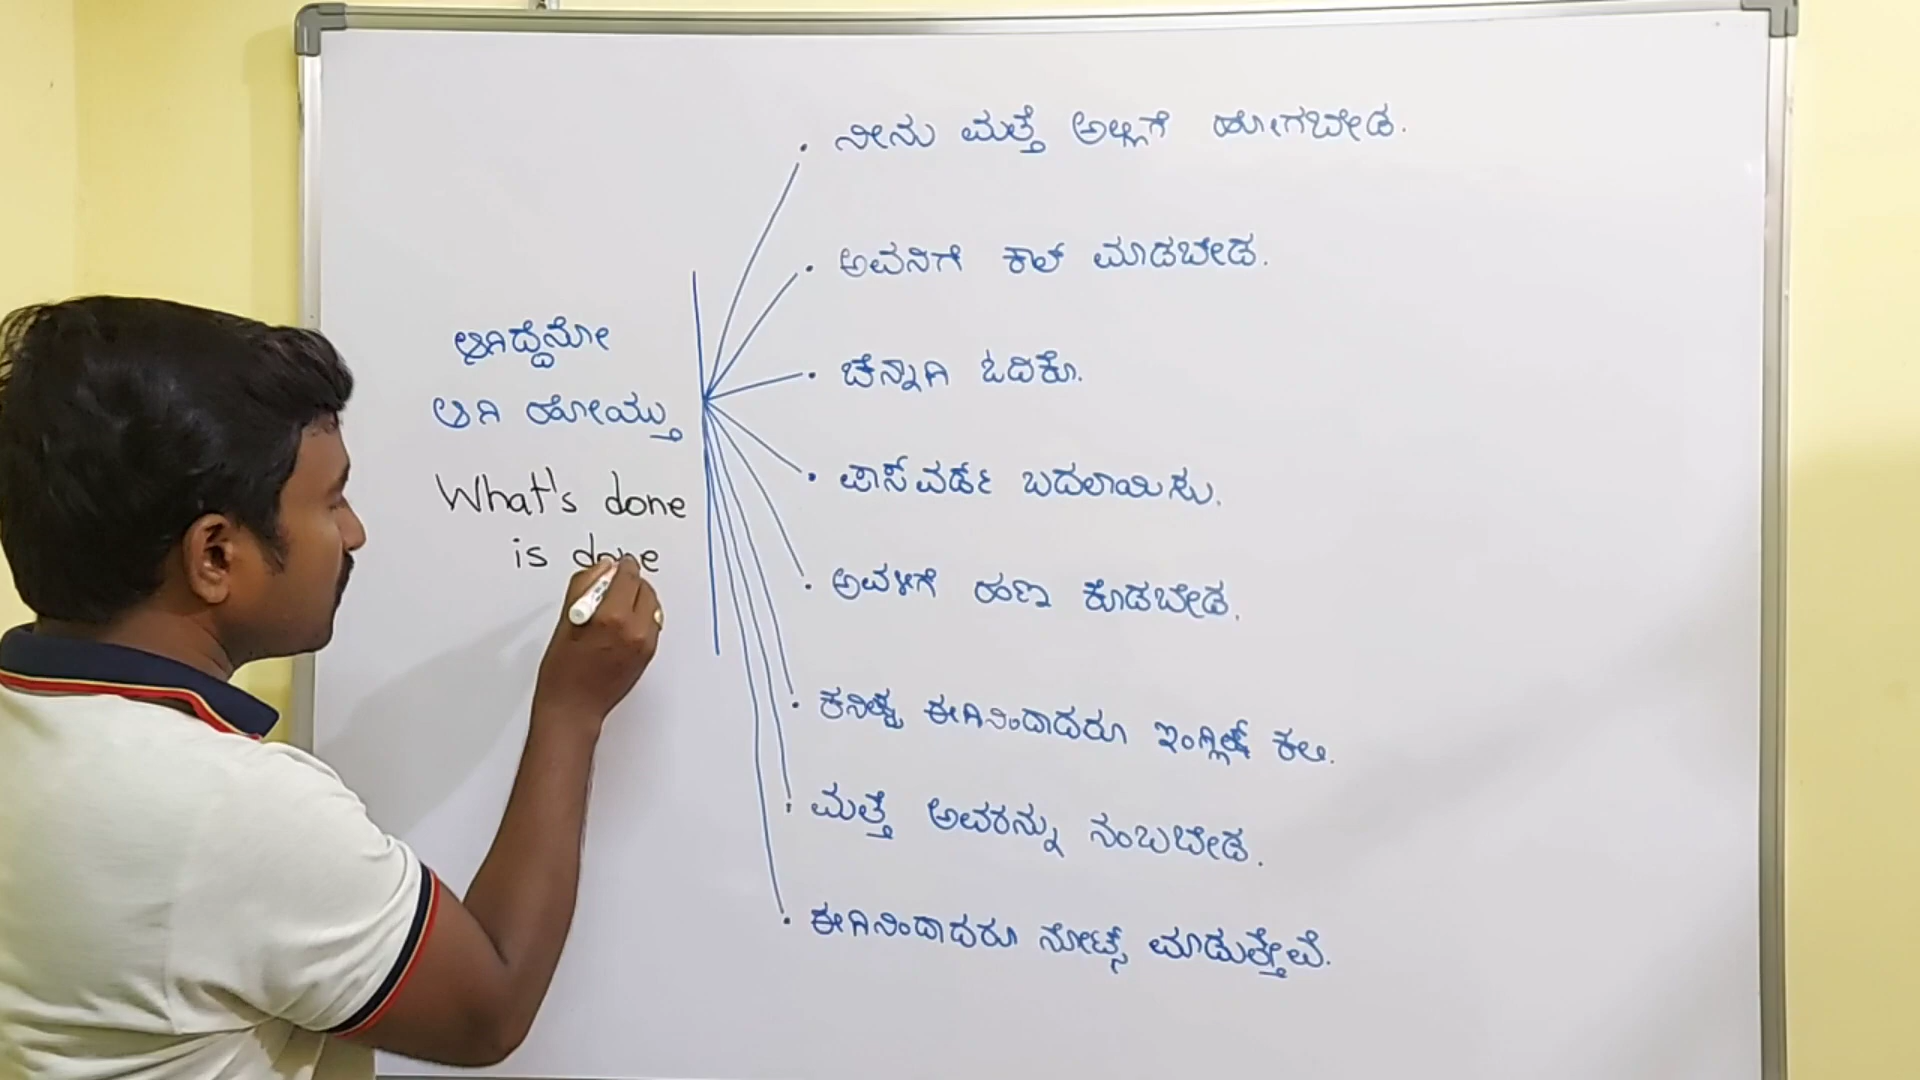 ಆಗಿದ್ದೆನೋ
ಆಗಿ ಹೋಯ್ತು
What's done
is done
ನೀನು ಮತ್ತೆ ಅಲ್ಲಿಗೆ ಹೋಗಬೇಡ.
ಅವನಿಗೆ ಕಾಲ್ ಮಾಡಬೇಡ.
ಚೆನ್ನಾಗಿ ಓದಿಕೊ.
ಪಾಸ್‌ವರ್ಡ್ ಬದಲಾಯಿಸು.
ಅವಳಿಗೆ ಹಣ ಕೊಡಬೇಡ.
ಕನಿಷ್ಟ ಈಗಿನಿಂದಾದರೂ ಇಂಗ್ಲಿಷ್ ಕಲಿ.
ಮತ್ತೆ ಅವರನ್ನು ನಂಬಬೇಡ.
ಈಗಿನಿಂದಾದರೂ ನೋಟ್ಸ್ ಮಾಡುತ್ತೇವೆ.